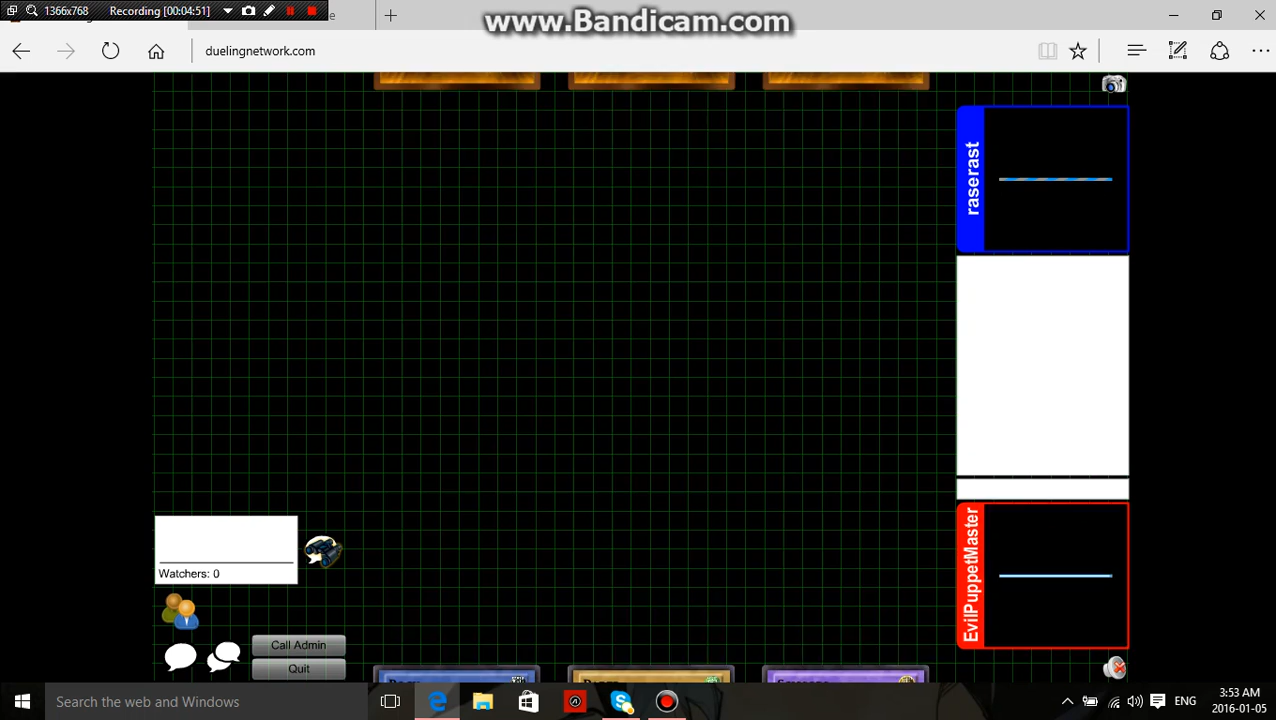 1366x768
Recording [00:04:51]
www.Bandicam.com
duelingnetwork.com
raserast
EvilPuppetMaster
Watchers: 0
Call Admin
Quit
Search the web and Windows
ENG
3:53 AM
2016-01-05